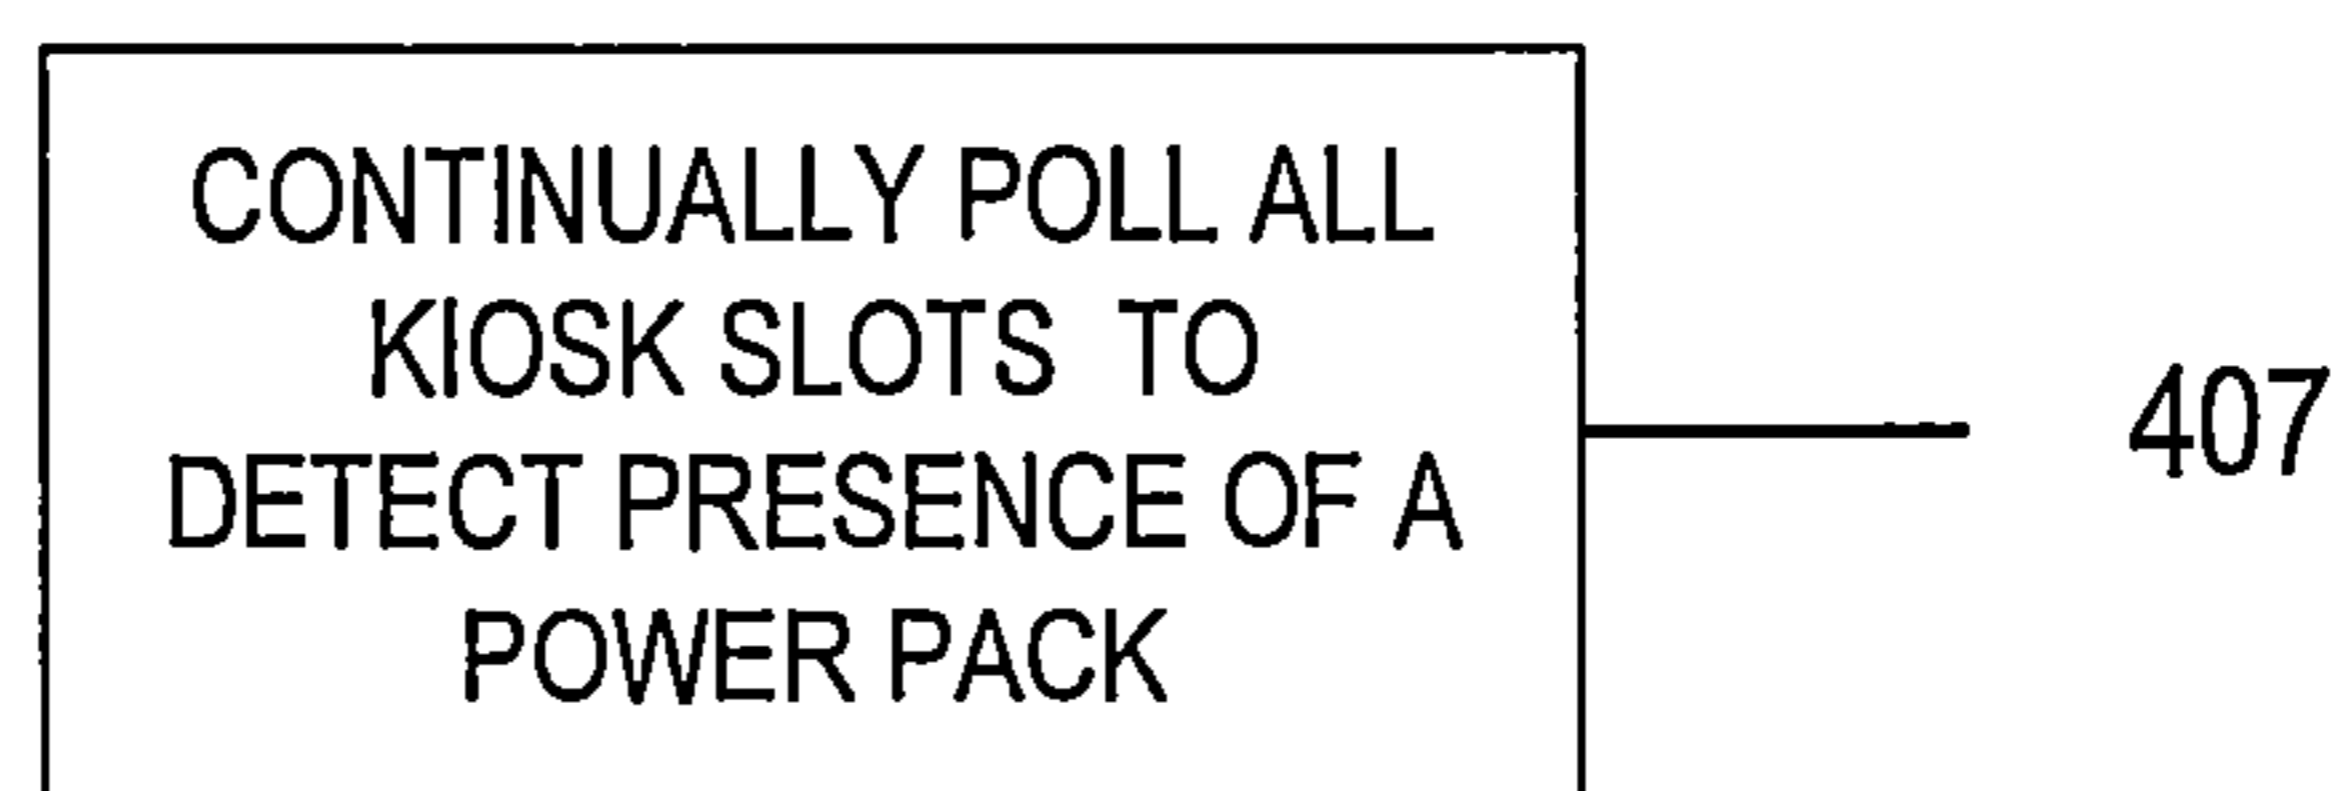 CONTINUALLY POLL ALL
KIOSK SLOTS TO
DETECT PRESENCE OF A
POWER PACK
407